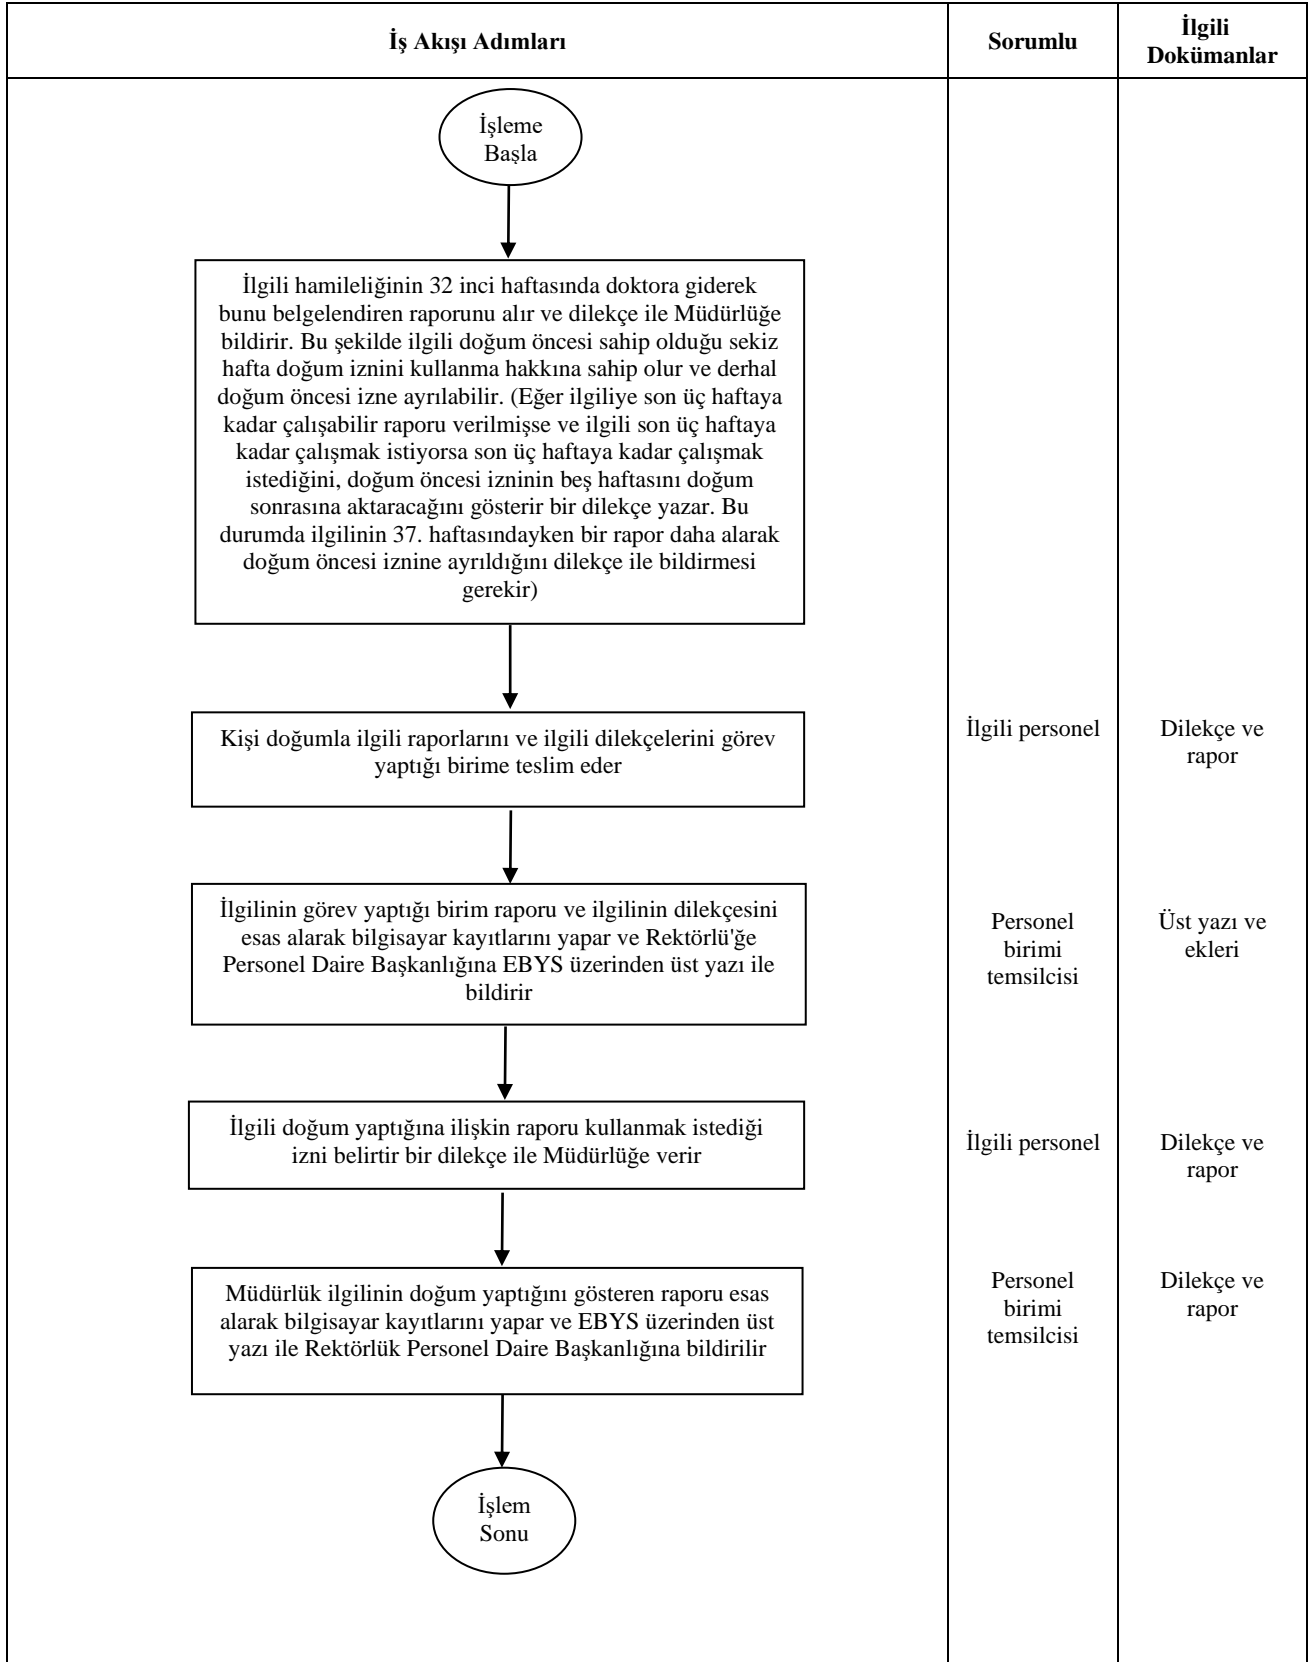 İş Akışı Adımları
Sorumlu
İlgili
Dokümanlar
İşleme
Başla
İlgili hamileliğinin 32 inci haftasında doktora giderek
bunu belgelendiren raporunu alır ve dilekçe ile Müdürlüğe
bildirir. Bu şekilde ilgili doğum öncesi sahip olduğu sekiz
hafta doğum iznini kullanma hakkına sahip olur ve derhal
doğum öncesi izne ayrılabilir. (Eğer ilgiliye son üç haftaya
kadar çalışabilir raporu verilmişse ve ilgili son üç haftaya
kadar çalışmak istiyorsa son üç haftaya kadar çalışmak
istediğini, doğum öncesi izninin beş haftasını doğum
sonrasına aktaracağını gösterir bir dilekçe yazar. Bu
durumda ilgilinin 37. haftasındayken bir rapor daha alarak
doğum öncesi iznine ayrıldığını dilekçe ile bildirmesi
gerekir)
Kişi doğumla ilgili raporlarını ve ilgili dilekçelerini görev
yaptığı birime teslim eder
İlgili personel
Dilekçe ve
rapor
İlgilinin görev yaptığı birim raporu ve ilgilinin dilekçesini
esas alarak bilgisayar kayıtlarını yapar ve Rektörlü'ğe
Personel Daire Başkanlığına EBYS üzerinden üst yazı ile
bildirir
Personel
birimi
temsilcisi
Üst yazı ve
ekleri
İlgili doğum yaptığına ilişkin raporu kullanmak istediği
izni belirtir bir dilekçe ile Müdürlüğe verir
İlgili personel
Dilekçe ve
rapor
Müdürlük ilgilinin doğum yaptığını gösteren raporu esas
alarak bilgisayar kayıtlarını yapar ve EBYS üzerinden üst
yazı ile Rektörlük Personel Daire Başkanlığına bildirilir
Personel
birimi
temsilcisi
Dilekçe ve
rapor
İşlem
Sonu